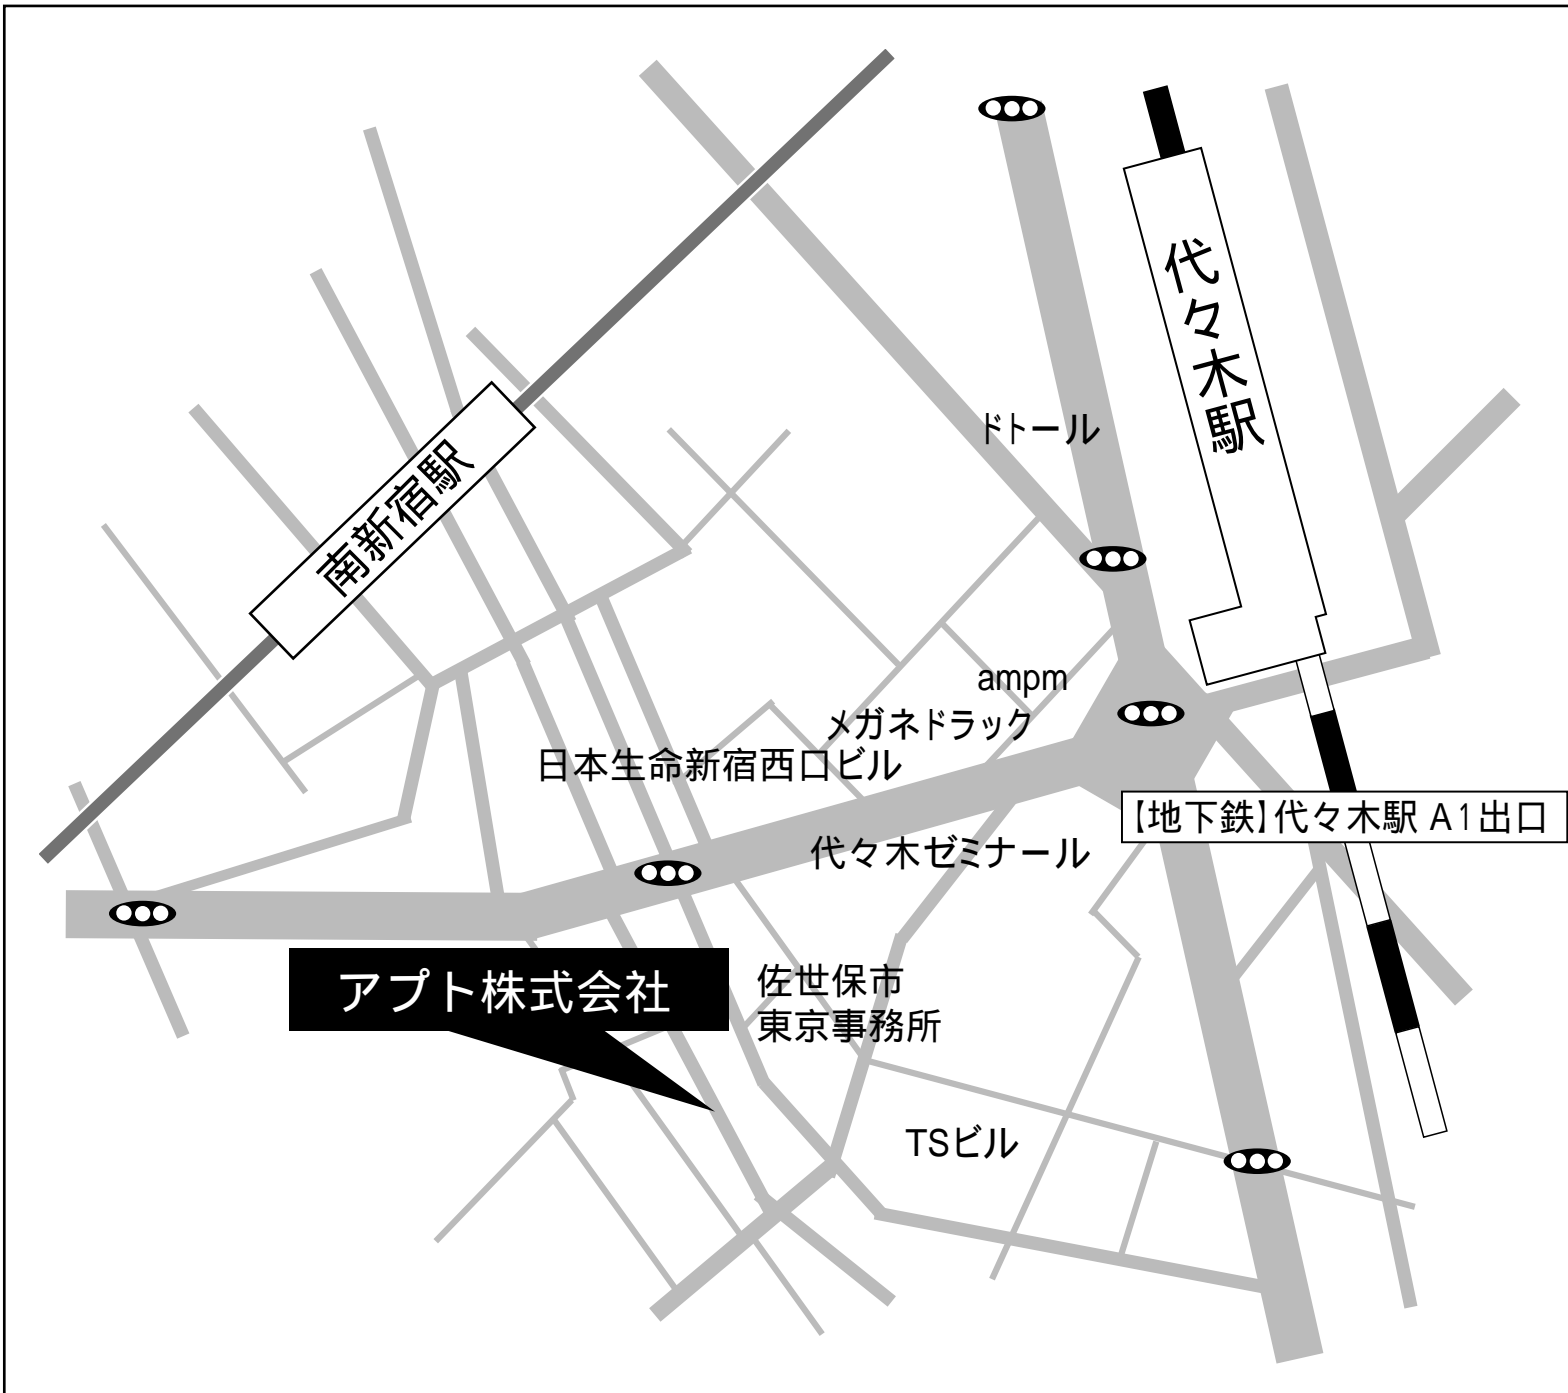 代々木駅
ドトール
南新宿駅
ampm
メガネドラック
日本生命新宿西口ビル
【地下鉄】代々木駅 A1出口
代々木ゼミナール
アプト株式会社
佐世保市
東京事務所
TSビル